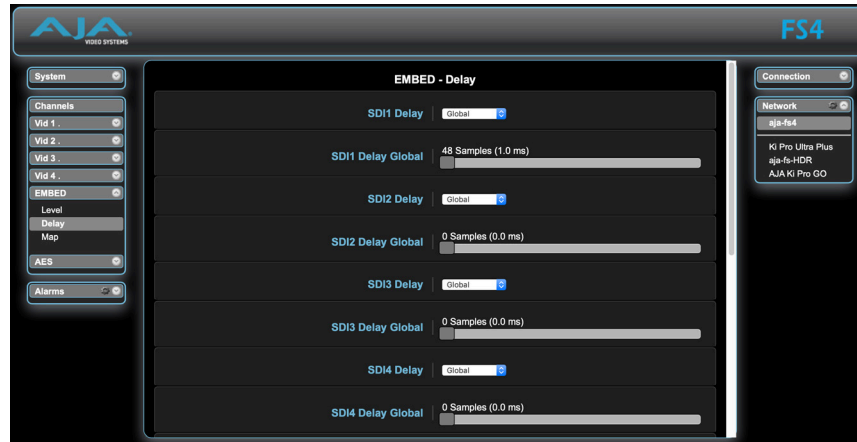 AJA
VIDEO SYSTEMS
FS4
System
Channels
Vid 1 .
Vid 2 .
Vid 3 .
Vid 4 .
EMBED
Level
Delay
Map
AES
Alarms
EMBED - Delay
SDI1 Delay Global
SDI1 Delay Global 48 Samples (1.0 ms)
SDI2 Delay Global
SDI2 Delay Global 0 Samples (0.0 ms)
SDI3 Delay Global
SDI3 Delay Global 0 Samples (0.0 ms)
SDI4 Delay Global
SDI4 Delay Global 0 Samples (0.0 ms)
Connection
Network
aja-fs4
Ki Pro Ultra Plus
aja-fs-HDR
AJA Ki Pro GO